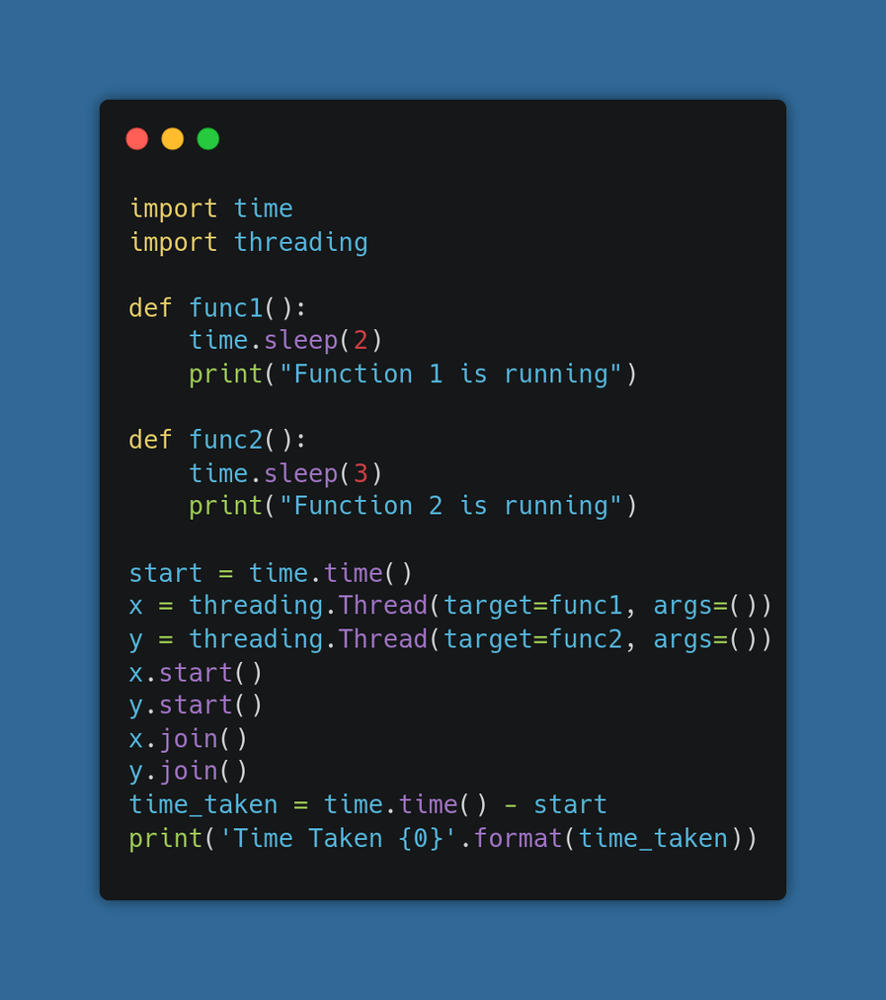 import time
import threading

def func1():
    time.sleep(2)
    print("Function 1 is running")

def func2():
    time.sleep(3)
    print("Function 2 is running")

start = time.time()
x = threading.Thread(target=func1, args=())
y = threading.Thread(target=func2, args=())
x.start()
y.start()
x.join()
y.join()
time_taken = time.time() - start
print('Time Taken {0}'.format(time_taken))